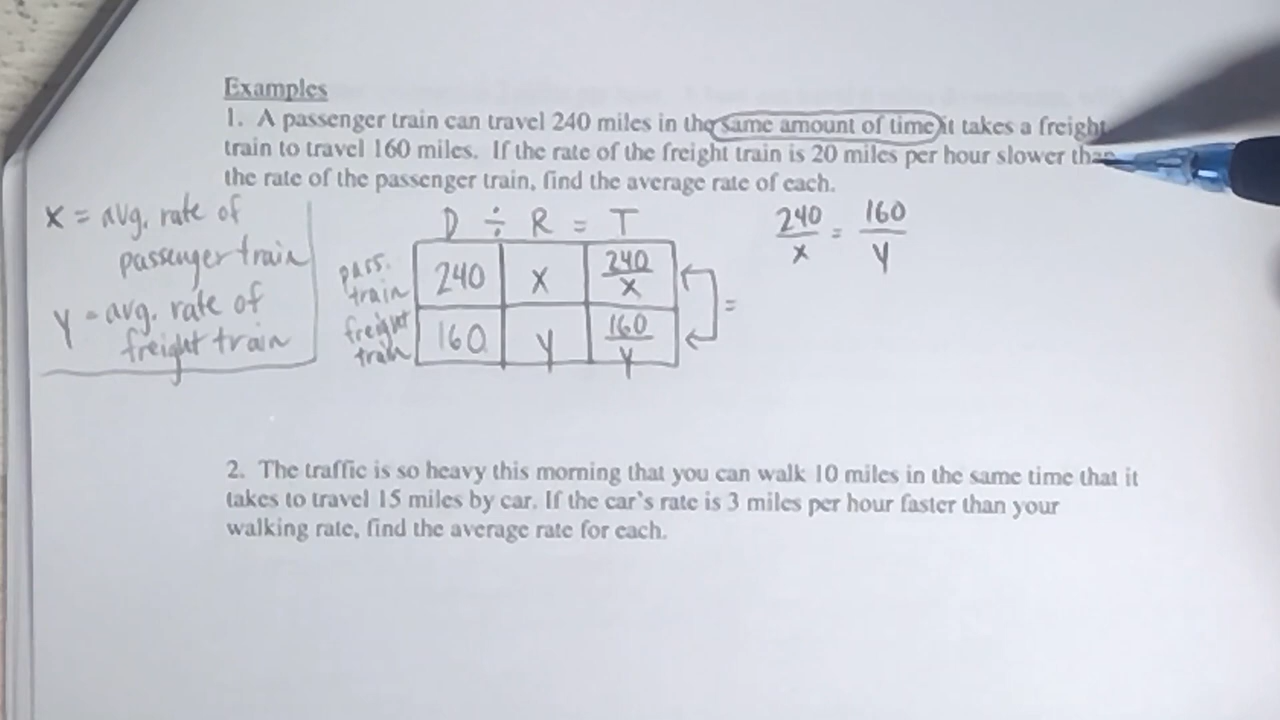 Examples
1. A passenger train can travel 240 miles in the same amount of time it takes a freight
train to travel 160 miles. If the rate of the freight train is 20 miles per hour slower than
the rate of the passenger train, find the average rate of each.
x = avg. rate of
passenger train
y = avg. rate of
freight train
D ÷ R = T
pass.
train
240 x 240/x
freight
train
160 y 160/y
=
240/x = 160/y
2. The traffic is so heavy this morning that you can walk 10 miles in the same time that it
takes to travel 15 miles by car. If the car's rate is 3 miles per hour faster than your
walking rate, find the average rate for each.